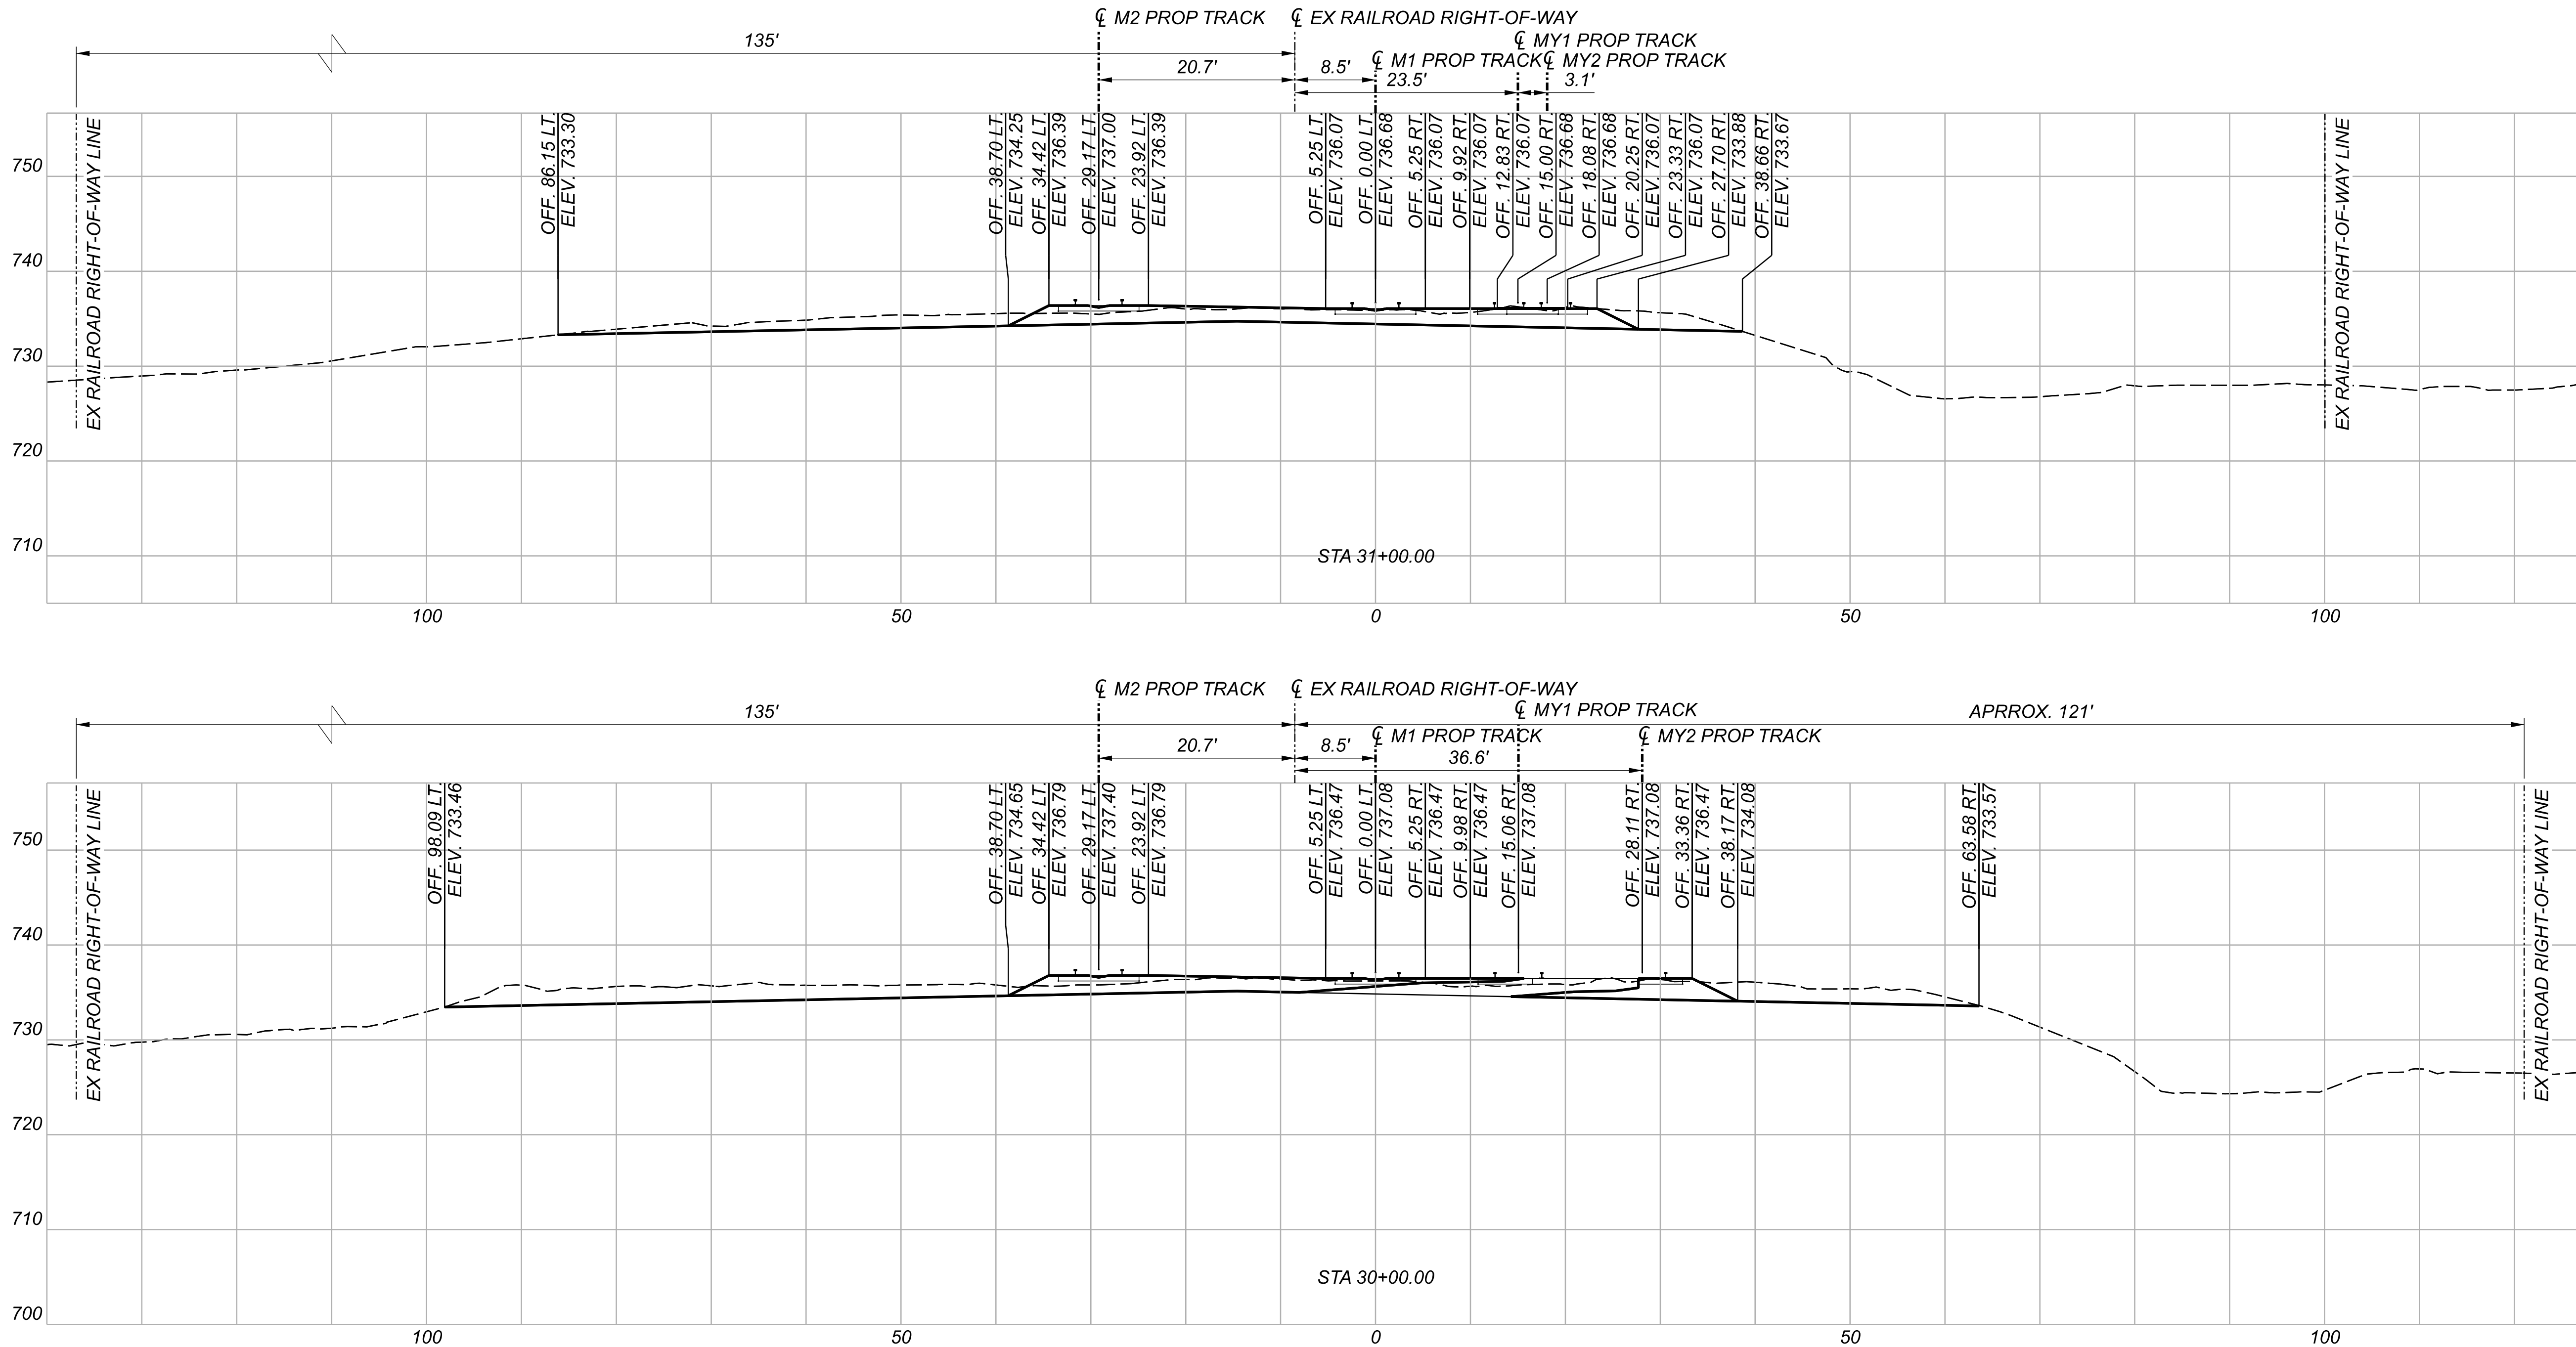 ℄ M2 PROP TRACK
℄ EX RAILROAD RIGHT-OF-WAY
135'
℄ MY1 PROP TRACK
℄ M1 PROP TRACK
℄ MY2 PROP TRACK
20.7'
8.5'
23.5'
3.1'
EX RAILROAD RIGHT-OF-WAY LINE
OFF. 86.15 LT.
ELEV. 733.30
OFF. 38.70 LT.
ELEV. 734.25
OFF. 34.42 LT.
ELEV. 736.39
OFF. 29.17 LT.
ELEV. 737.00
OFF. 23.92 LT.
ELEV. 736.39
OFF. 5.25 LT.
ELEV. 736.07
OFF. 0.00 LT.
ELEV. 736.68
OFF. 5.25 RT.
ELEV. 736.07
OFF. 9.92 RT.
ELEV. 736.07
OFF. 12.83 RT.
ELEV. 736.07
OFF. 15.00 RT.
ELEV. 736.68
OFF. 18.08 RT.
ELEV. 736.68
OFF. 20.25 RT.
ELEV. 736.07
OFF. 23.33 RT.
ELEV. 736.07
OFF. 27.70 RT.
ELEV. 733.88
OFF. 38.66 RT.
ELEV. 733.67
EX RAILROAD RIGHT-OF-WAY LINE
750
740
730
720
710
STA 31+00.00
100
50
0
50
100
℄ M2 PROP TRACK
℄ EX RAILROAD RIGHT-OF-WAY
135'
℄ MY1 PROP TRACK
APRROX. 121'
℄ M1 PROP TRACK
℄ MY2 PROP TRACK
20.7'
8.5'
36.6'
EX RAILROAD RIGHT-OF-WAY LINE
OFF. 98.09 LT.
ELEV. 733.46
OFF. 38.70 LT.
ELEV. 734.65
OFF. 34.42 LT.
ELEV. 736.79
OFF. 29.17 LT.
ELEV. 737.40
OFF. 23.92 LT.
ELEV. 736.79
OFF. 5.25 LT.
ELEV. 736.47
OFF. 0.00 LT.
ELEV. 737.08
OFF. 5.25 RT.
ELEV. 736.47
OFF. 9.98 RT.
ELEV. 736.47
OFF. 15.06 RT.
ELEV. 737.08
OFF. 28.11 RT.
ELEV. 737.08
OFF. 33.36 RT.
ELEV. 736.47
OFF. 38.17 RT.
ELEV. 734.08
OFF. 63.58 RT.
ELEV. 733.57
EX RAILROAD RIGHT-OF-WAY LINE
750
740
730
720
710
700
STA 30+00.00
100
50
0
50
100